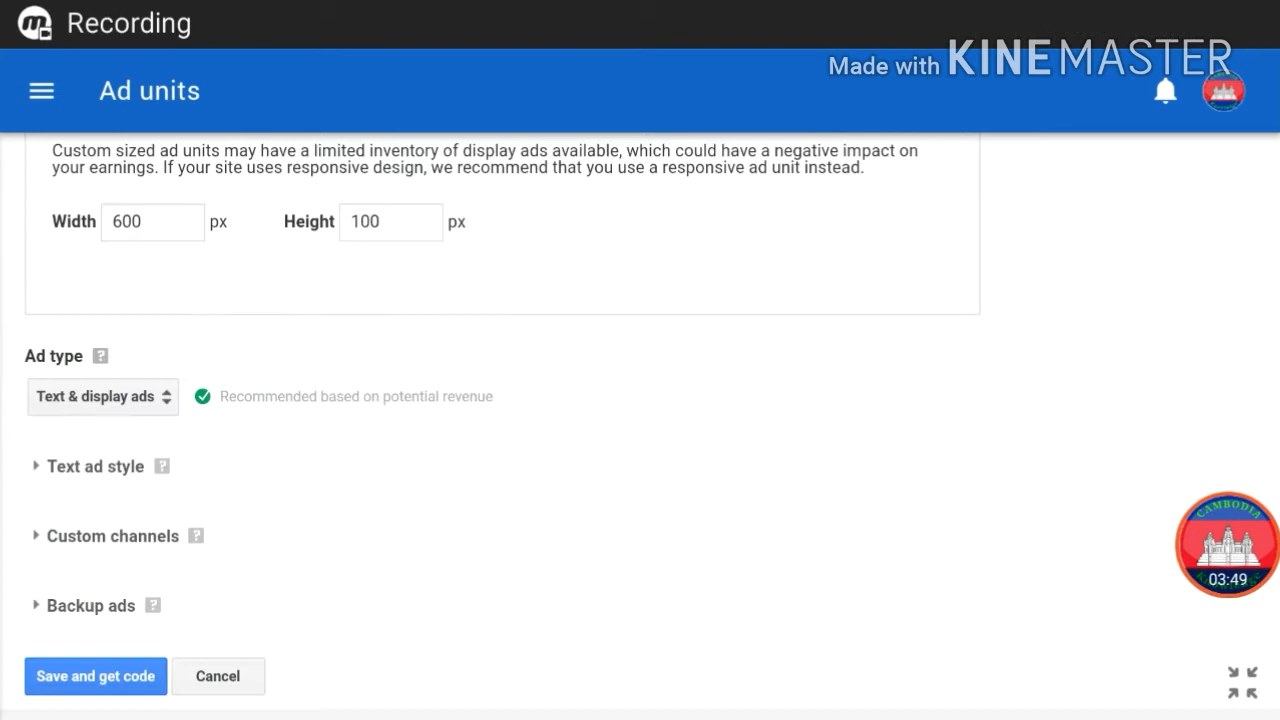 Recording
Made with KINEMASTER
Ad units
Custom sized ad units may have a limited inventory of display ads available, which could have a negative impact on
your earnings. If your site uses responsive design, we recommend that you use a responsive ad unit instead.
Width 600 px Height 100 px
Ad type ?
Text & display ads Recommended based on potential revenue
Text ad style ?
Custom channels ?
CAMBODIA
03:49
Backup ads ?
Save and get code Cancel